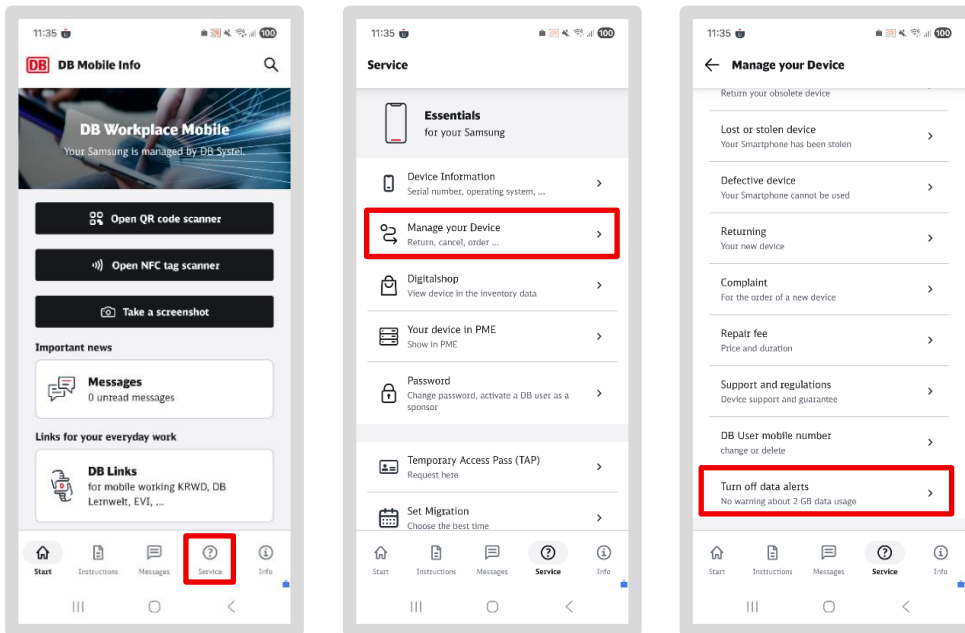 11:35
100
DB DB Mobile Info
DB Workplace Mobile
Your Samsung is managed by DB Systel.
Open QR code scanner
Open NFC tag scanner
Take a screenshot
Important news
Messages
0 unread messages
Links for your everyday work
DB Links
for mobile working KRWD, DB
Lernwelt, EVI, ...
Start Instructions Messages Service Info
11:35
100
Service
Essentials
for your Samsung
Device Information
Serial number, operating system, ...
Manage your Device
Return, cancel, order ...
Digitalshop
View device in the inventory data
Your device in PME
Show in PME
Password
Change password, activate a DB user as a
sponsor
Temporary Access Pass (TAP)
Request here
Set Migration
Choose the best time
Start Instructions Messages Service Info
11:35
100
Manage your Device
Return your obsolete device
Lost or stolen device
Your Smartphone has been stolen
Defective device
Your Smartphone cannot be used
Returning
Your new device
Complaint
For the order of a new device
Repair fee
Price and duration
Support and regulations
Device support and guarantee
DB User mobile number
change or delete
Turn off data alerts
No warning about 2 GB data usage
Start Instructions Messages Service Info